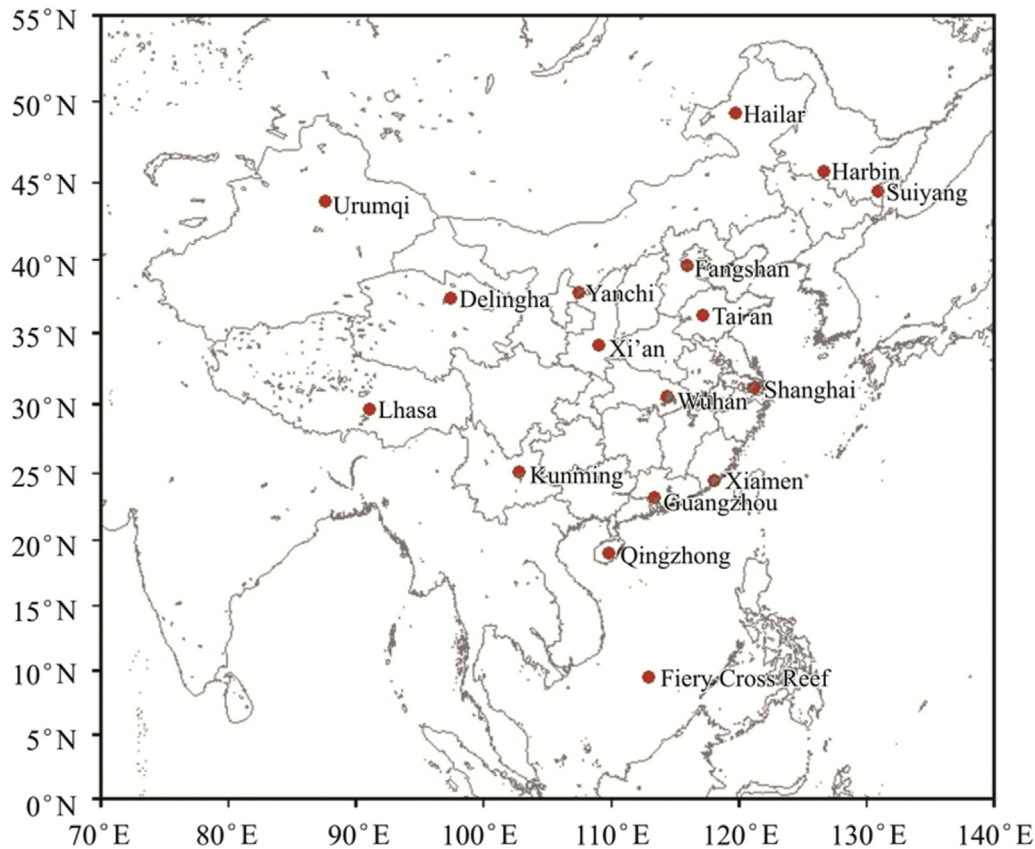 55°N
50°N
Hailar
Harbin
45°N
Suiyang
Urumqi
40°N
Fangshan
Delingha
Yanchi
Tai an
35°N
Xi’an
Shanghai
30°N
Wuhan
Lhasa
25°N
Kunming
Xiamen
Guangzhou
20°N
Qingzhong
15°N
10°N
Fiery Cross Reef
5°N
0°N
70°E 80°E 90°E 100°E 110°E 120°E 130°E 140°E